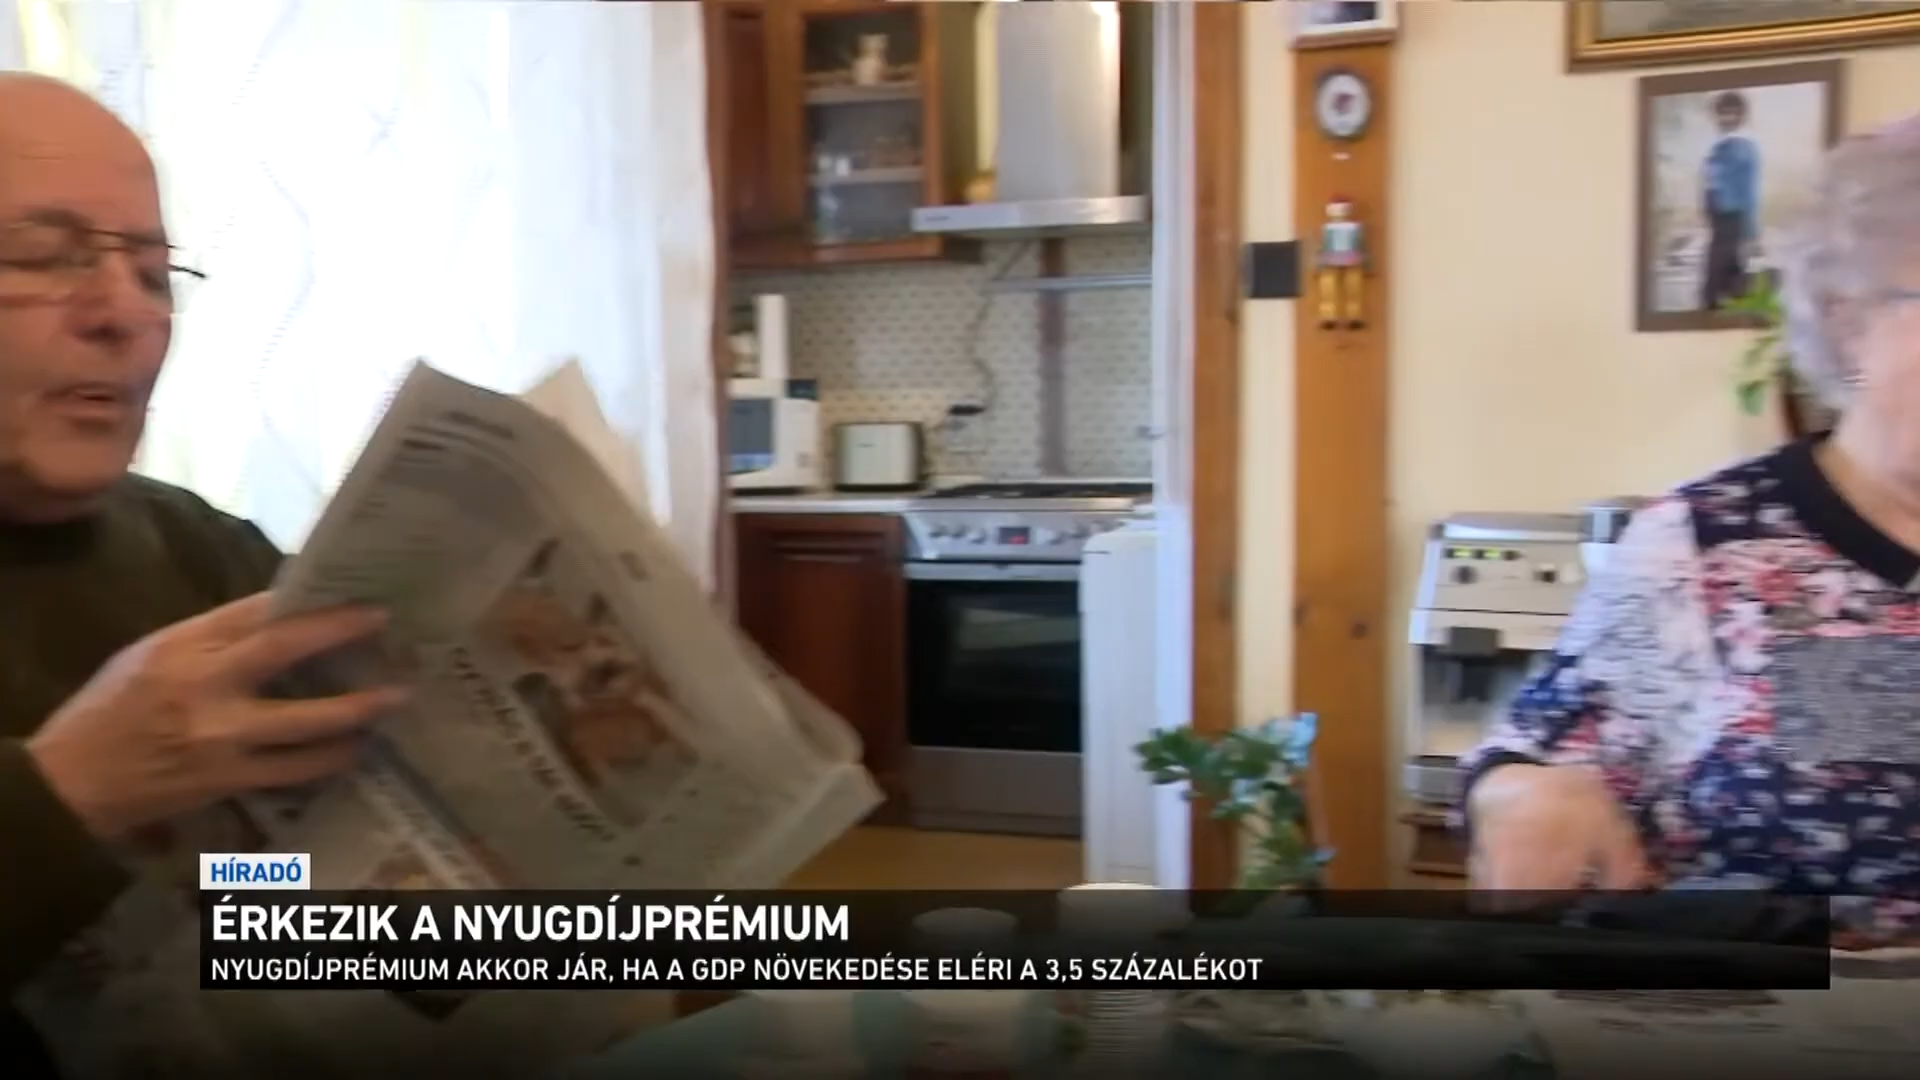 HÍRADÓ
ÉRKEZIK A NYUGDÍJPRÉMIUM
NYUGDÍJPRÉMIUM AKKOR JÁR, HA A GDP NÖVEKEDÉSE ELÉRI A 3,5 SZÁZALÉKOT